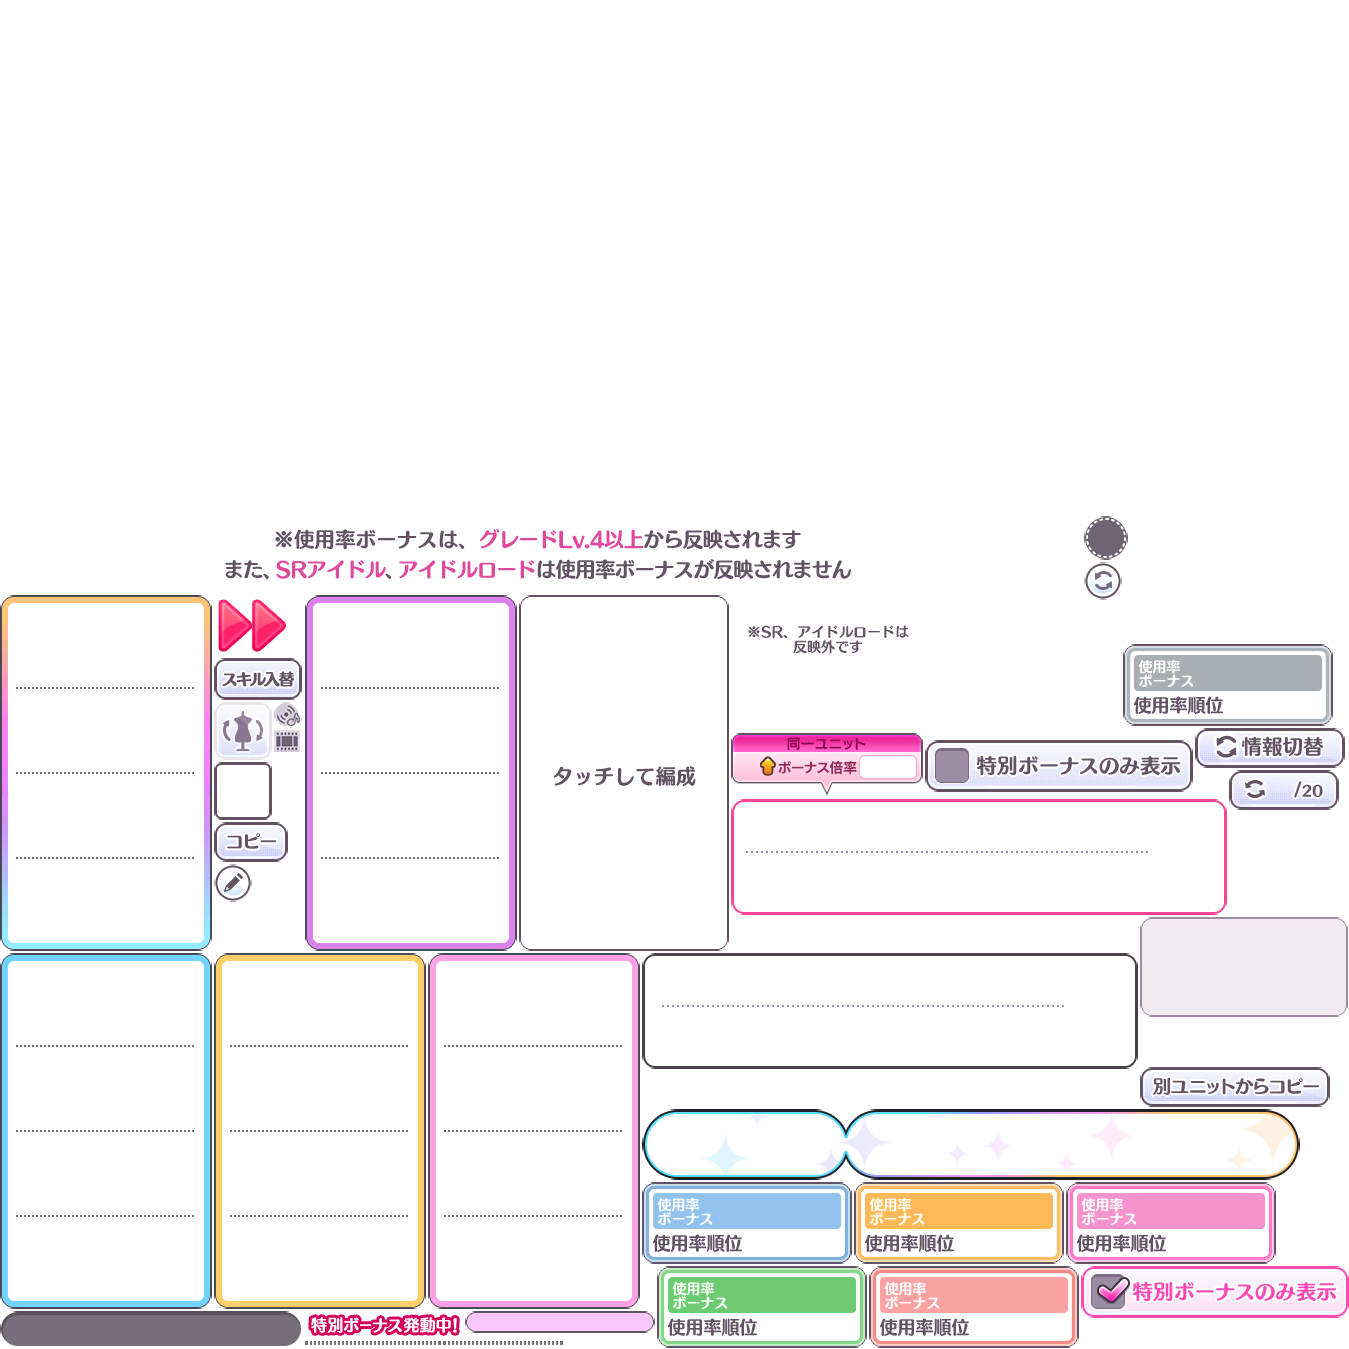 ※使用率ボーナスは、グレードLv.4以上から反映されます
また、SRアイドル、アイドルロードは使用率ボーナスが反映されません
※SR、アイドルロードは
反映外です
スキル入替
コピー
タッチして編成
同一ユニット
ボーナス倍率
特別ボーナスのみ表示
使用率
ボーナス
使用率順位
情報切替
/20
別ユニットからコピー
使用率
ボーナス
使用率順位
使用率
ボーナス
使用率順位
使用率
ボーナス
使用率順位
使用率
ボーナス
使用率順位
使用率
ボーナス
使用率順位
特別ボーナスのみ表示
特別ボーナス発動中!